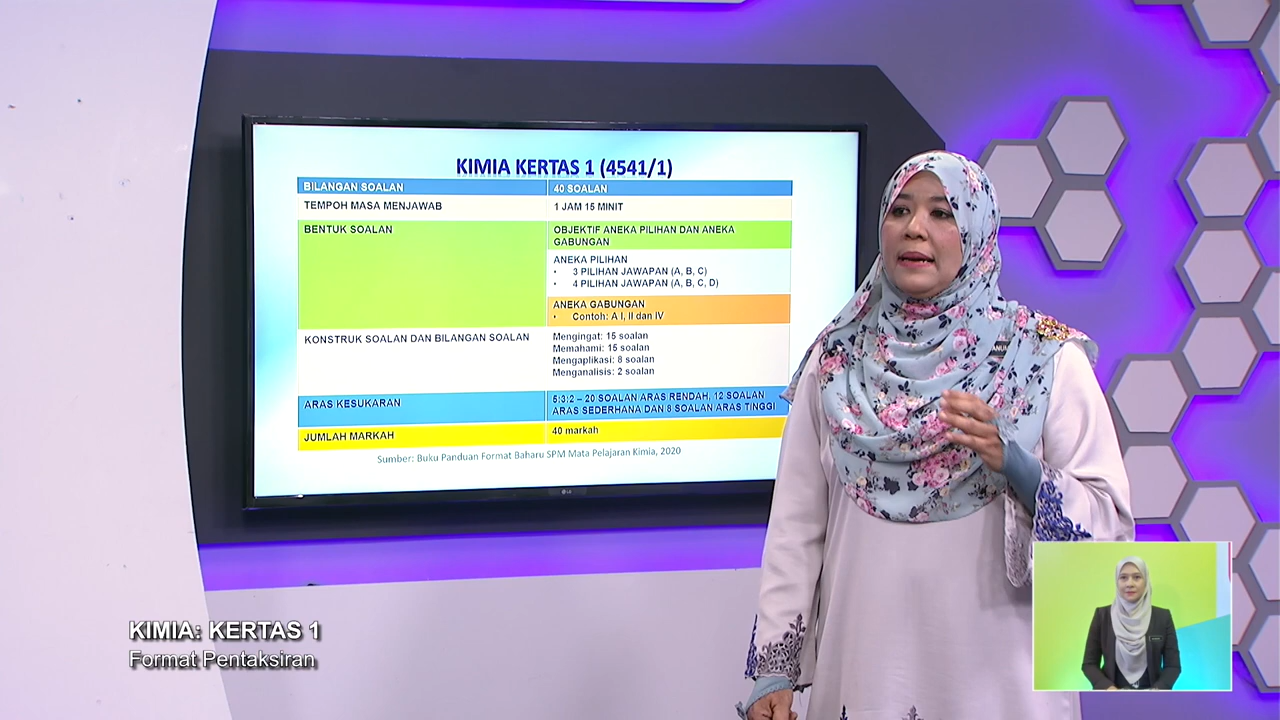 KIMIA KERTAS 1 (4541/1)
BILANGAN SOALAN
40 SOALAN
TEMPOH MASA MENJAWAB
1 JAM 15 MINIT
BENTUK SOALAN
OBJEKTIF ANEKA PILIHAN DAN ANEKA
GABUNGAN
ANEKA PILIHAN
• 3 PILIHAN JAWAPAN (A, B, C)
• 4 PILIHAN JAWAPAN (A, B, C, D)
ANEKA GABUNGAN
• Contoh: A I, II dan IV
KONSTRUK SOALAN DAN BILANGAN SOALAN
Mengingat: 15 soalan
Memahami: 15 soalan
Mengaplikasi: 8 soalan
Menganalisis: 2 soalan
ARAS KESUKARAN
5:3:2 – 20 SOALAN ARAS RENDAH, 12 SOALAN
ARAS SEDERHANA DAN 8 SOALAN ARAS TINGGI
JUMLAH MARKAH
40 markah
Sumber: Buku Panduan Format Baharu SPM Mata Pelajaran Kimia, 2020
LG
KIMIA: KERTAS 1
Format Pentaksiran